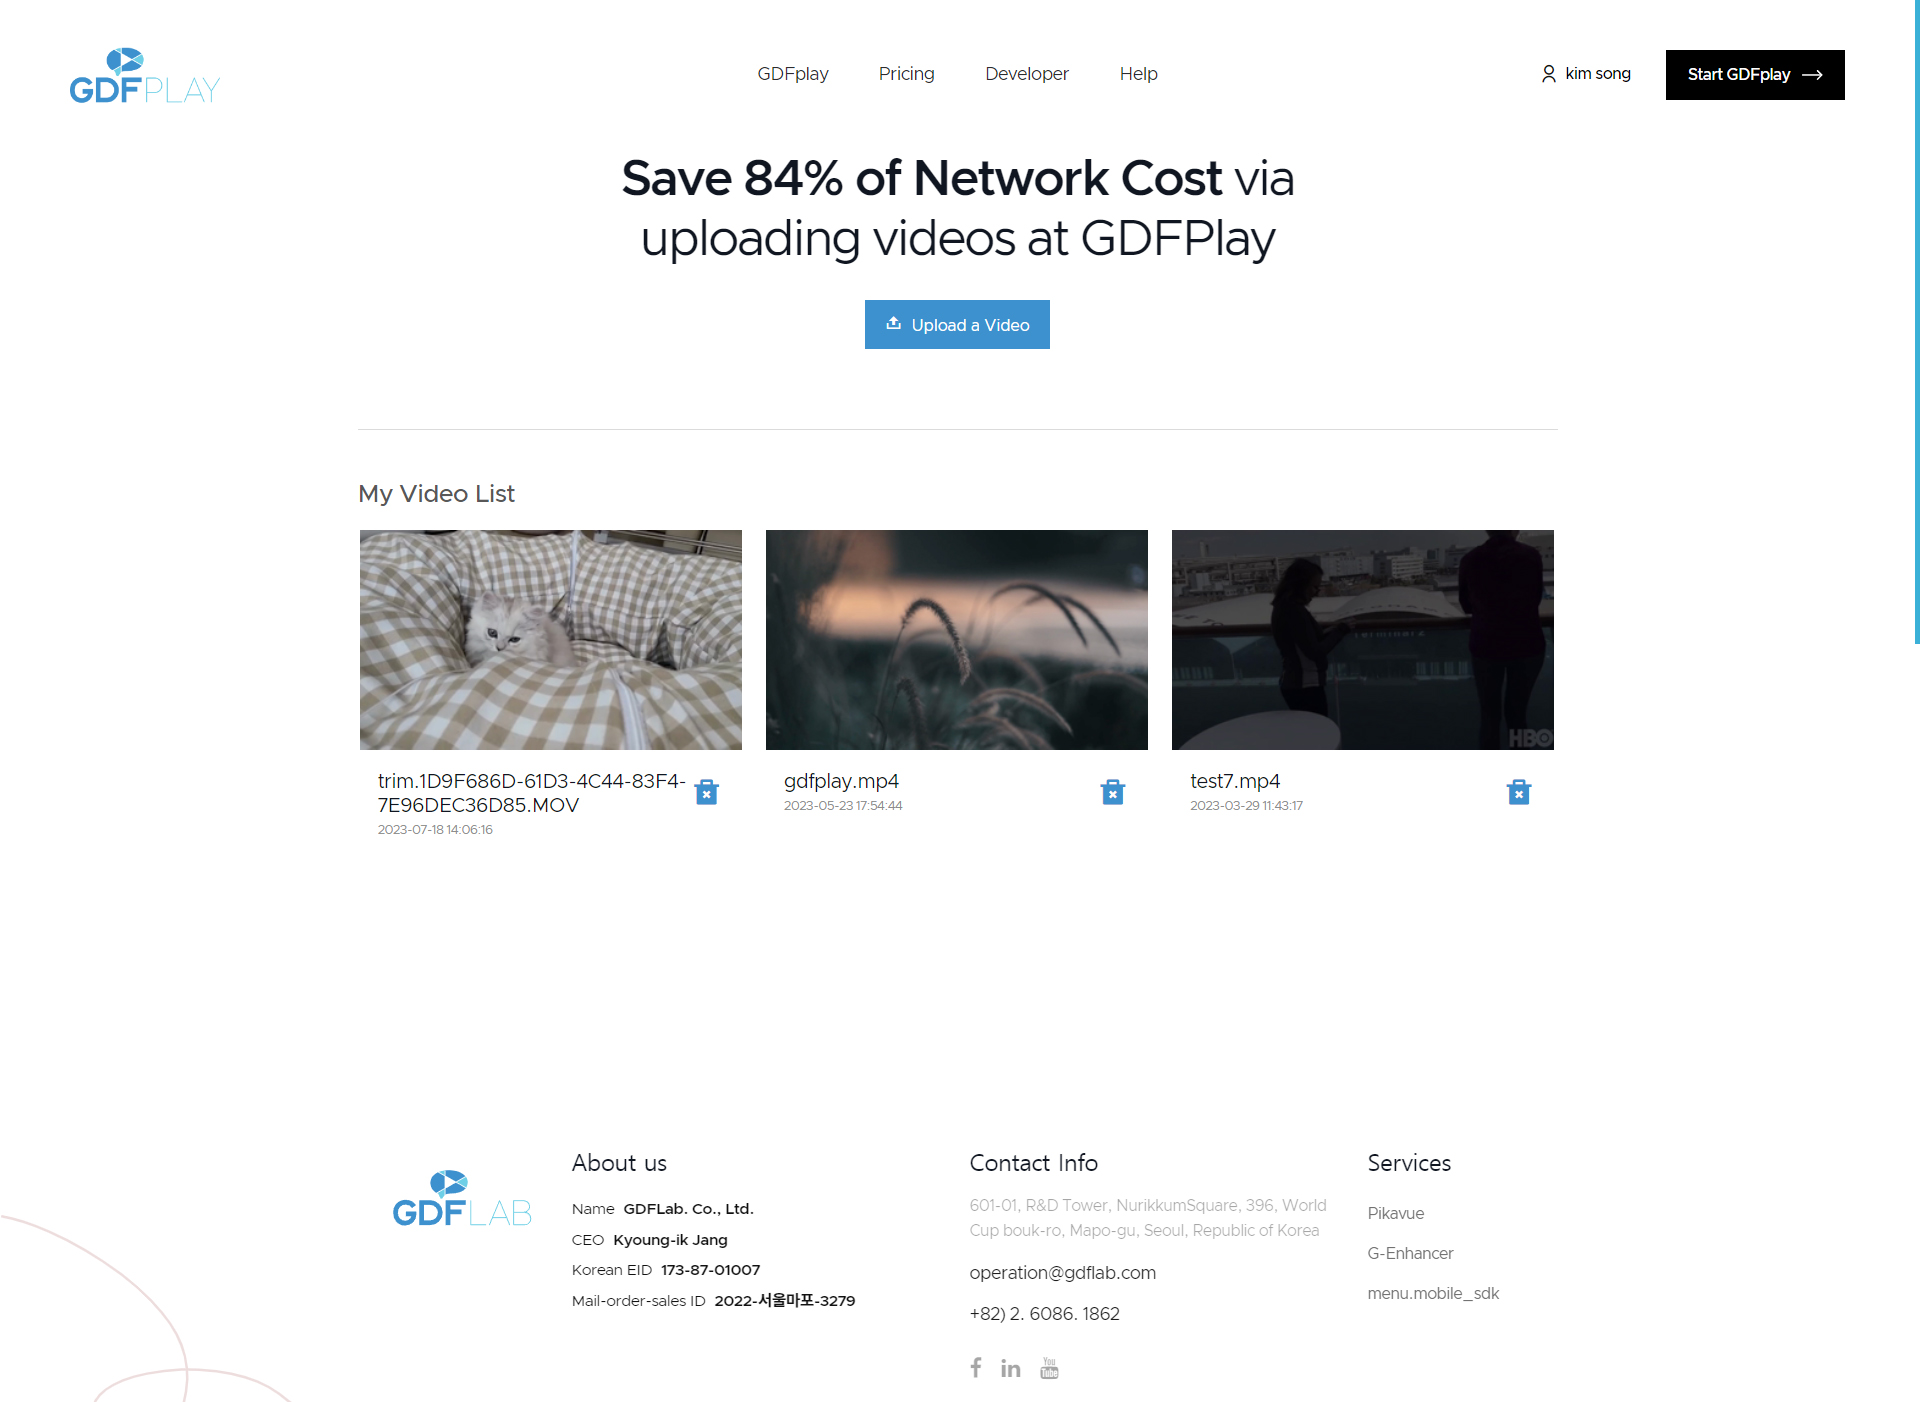 GDFPLAY
GDFplay
Pricing
Developer
Help
kim song
Start GDFplay
Save 84% of Network Cost via
uploading videos at GDFPlay
Upload a Video
My Video List
HBO
trim.1D9F686D-61D3-4C44-83F4-
7E96DEC36D85.MOV
2023-07-18 14:06:16
gdfplay.mp4
2023-05-23 17:54:44
test7.mp4
2023-03-29 11:43:17
GDFLAB
About us
Name GDFLab. Co., Ltd.
CEO Kyoung-ik Jang
Korean EID 173-87-01007
Mail-order-sales ID 2022-서울마포-3279
Contact Info
601-01, R&D Tower, NurikkumSquare, 396, World
Cup bouk-ro, Mapo-gu, Seoul, Republic of Korea
operation@gdflab.com
+82) 2. 6086. 1862
You
Tube
Services
Pikavue
G-Enhancer
menu.mobile_sdk